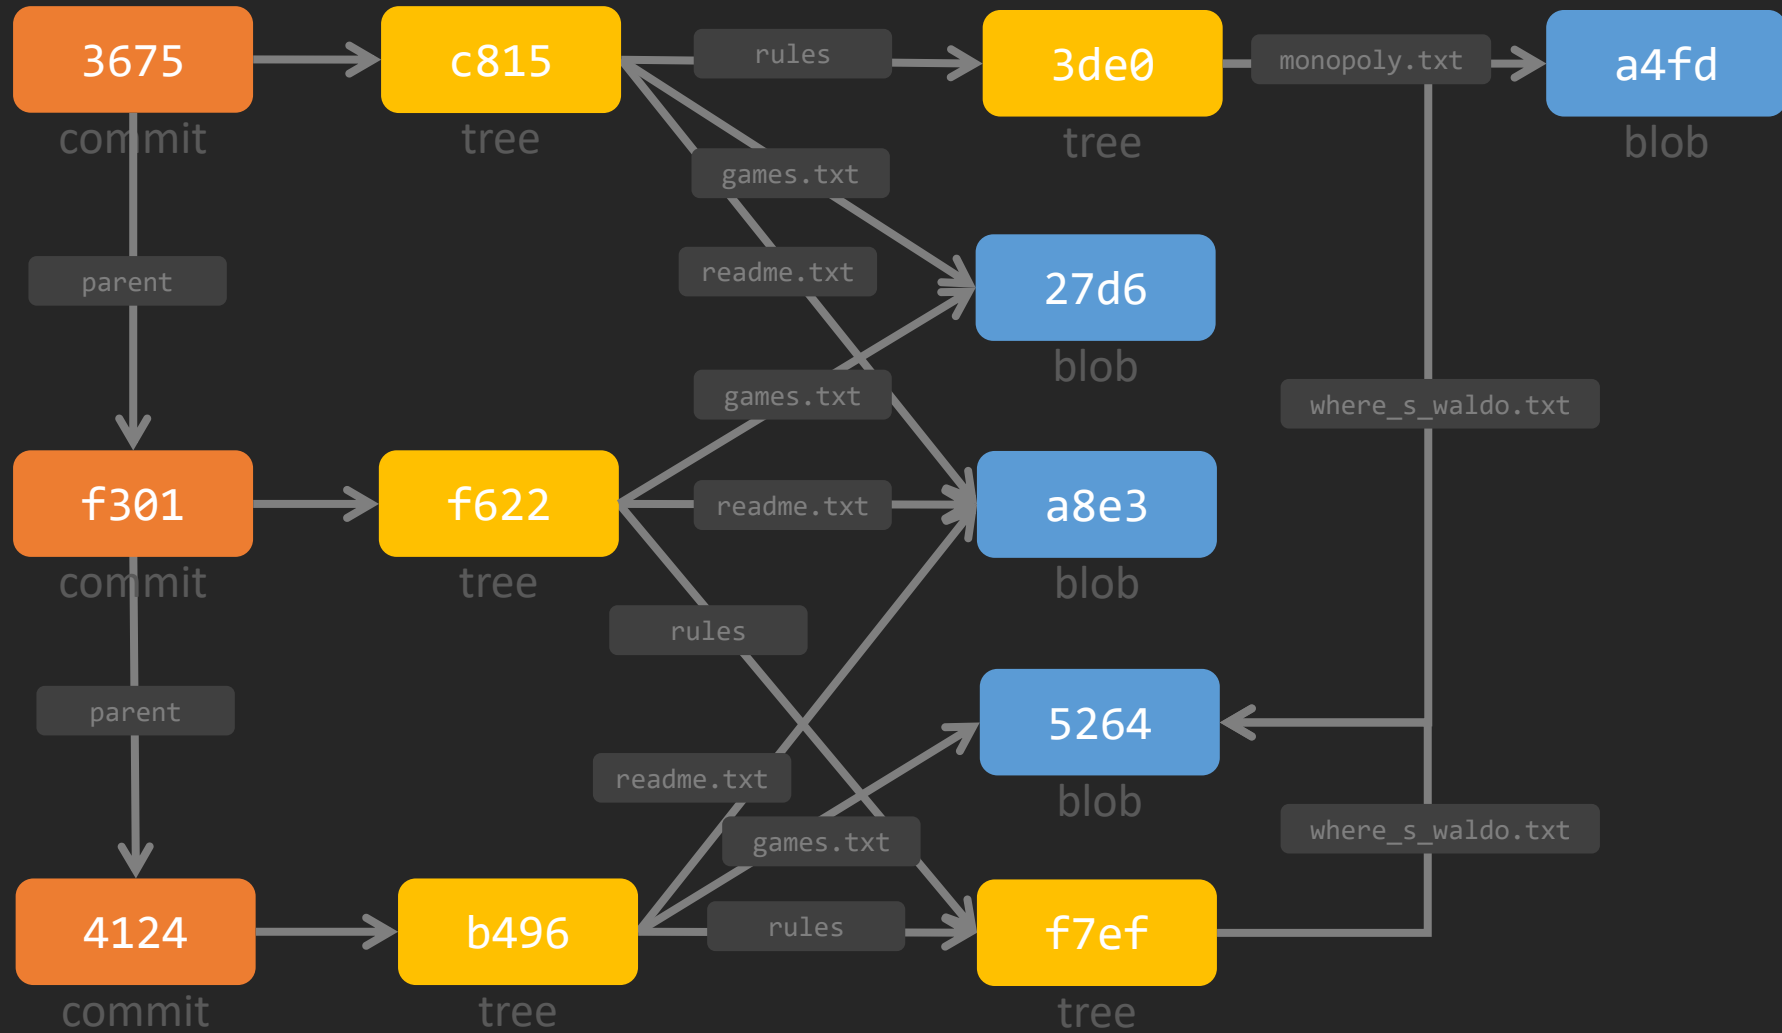 3675
commit
c815
tree
rules
3de0
tree
monopoly.txt
a4fd
blob
games.txt
readme.txt
27d6
blob
parent
games.txt
where_s_waldo.txt
f301
commit
f622
tree
readme.txt
a8e3
blob
rules
parent
5264
blob
readme.txt
games.txt
where_s_waldo.txt
4124
commit
b496
tree
rules
f7ef
tree